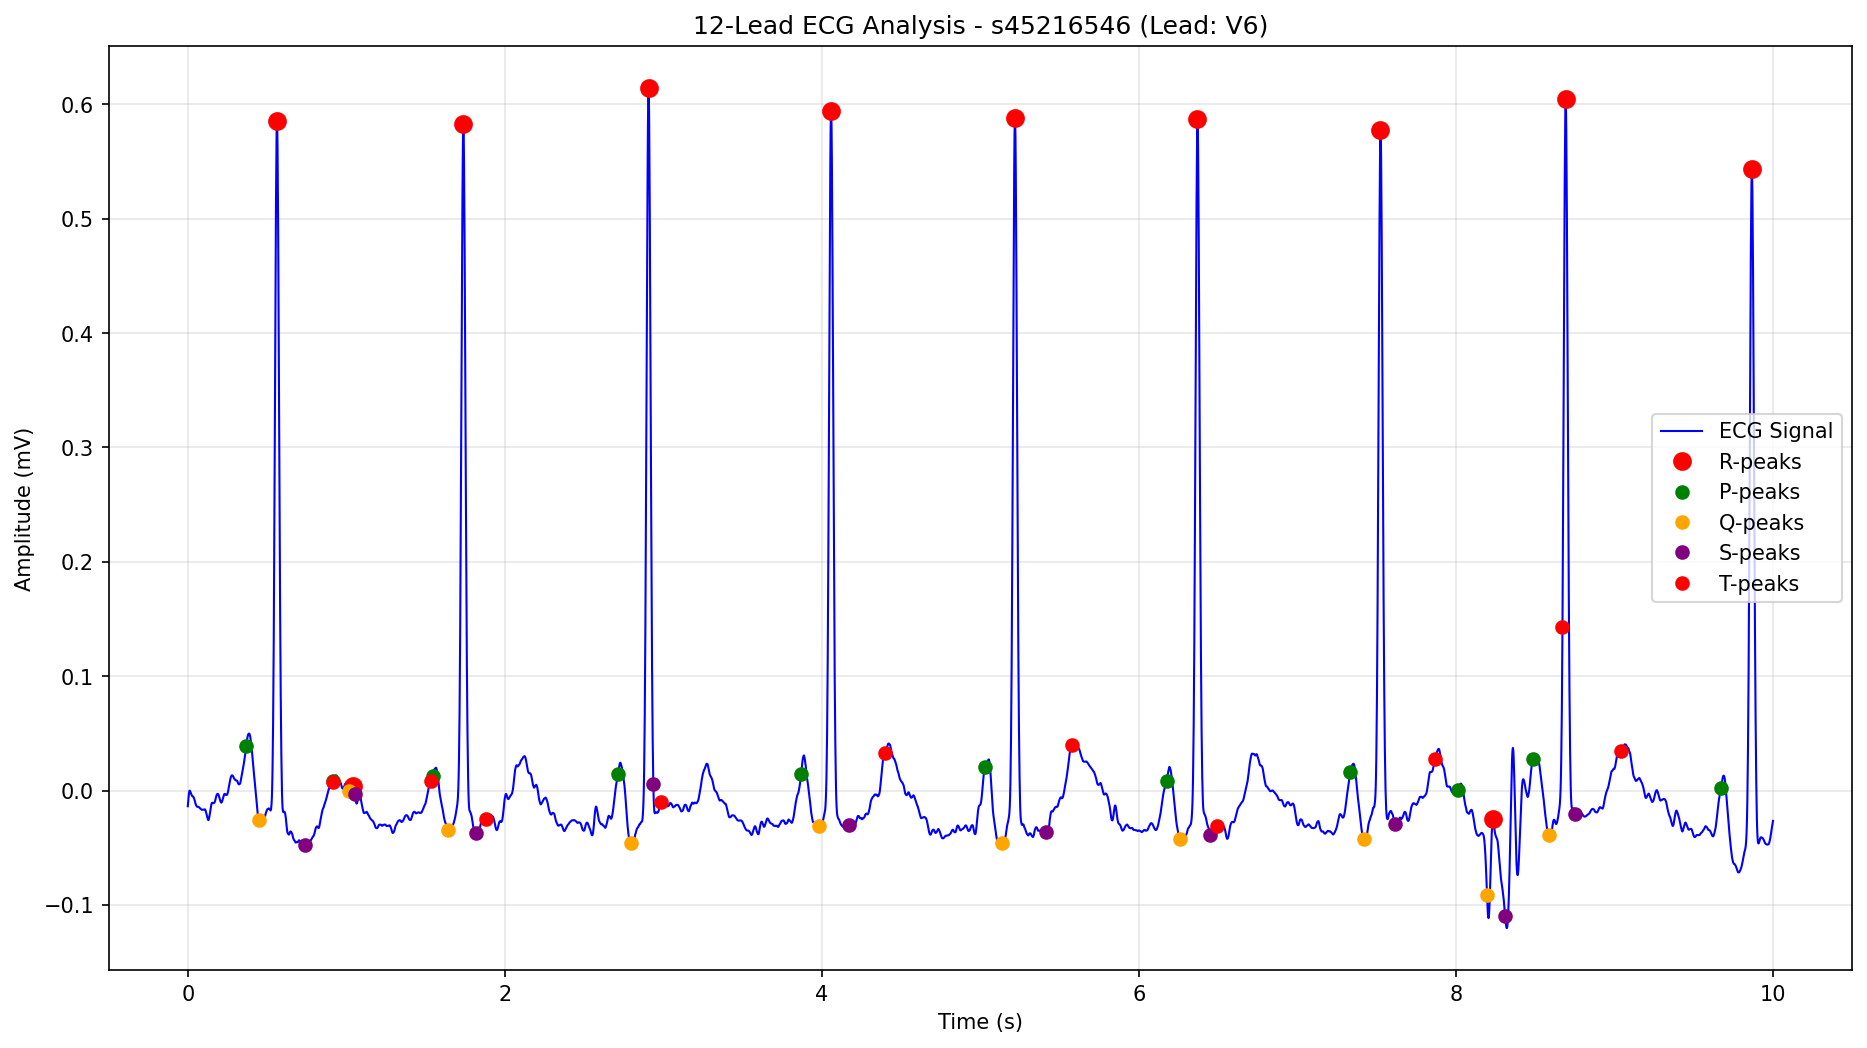 12-Lead ECG Analysis - s45216546 (Lead: V6)
Amplitude (mV)
0.6
0.5
0.4
0.3
0.2
0.1
0.0
−0.1
ECG Signal
R-peaks
P-peaks
Q-peaks
S-peaks
T-peaks
0 2 4 6 8 10
Time (s)